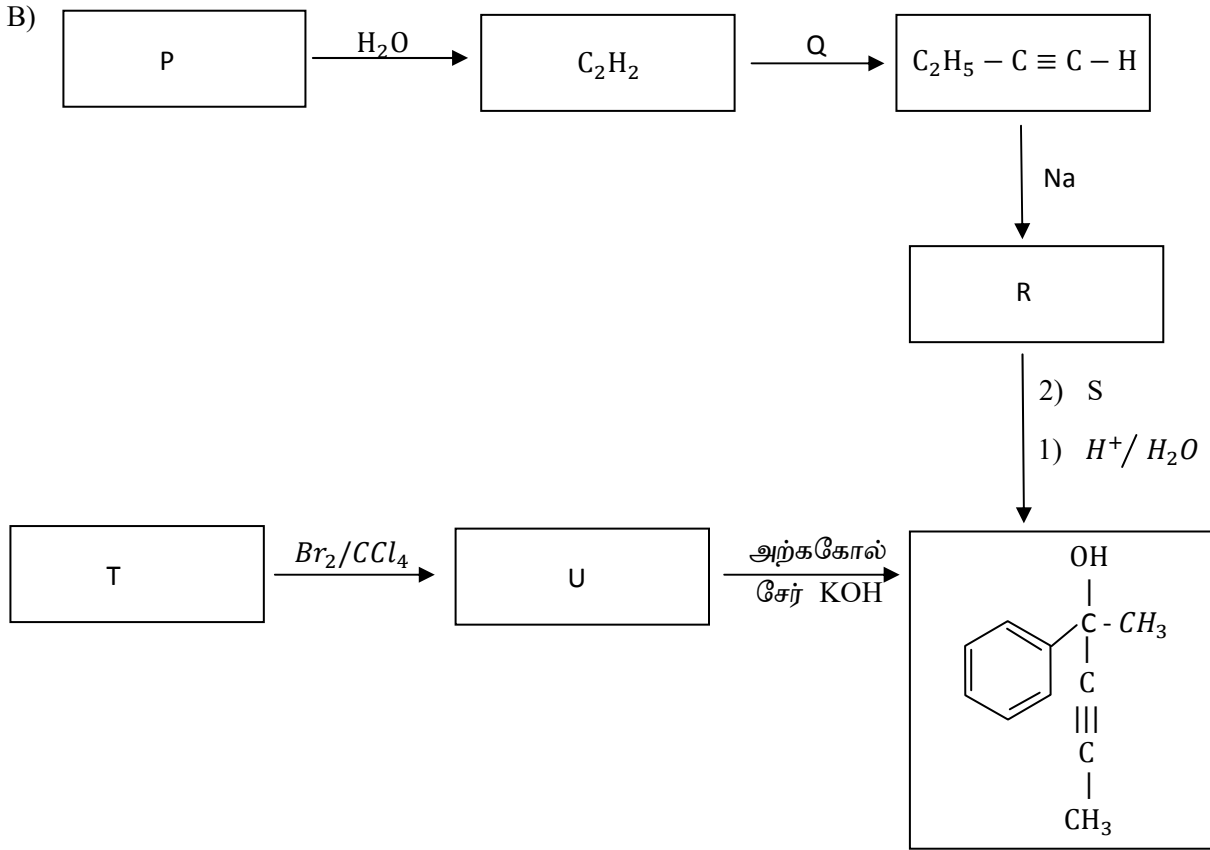 B)
P
H₂O
C₂H₂
Q
C₂H₅ − C ≡ C − H
Na
R
2) S
1) H⁺/ H₂O
T
Br₂/CCl₄
U
அற்ககோல்
சேர் KOH
OH
C - CH₃
C
C
CH₃